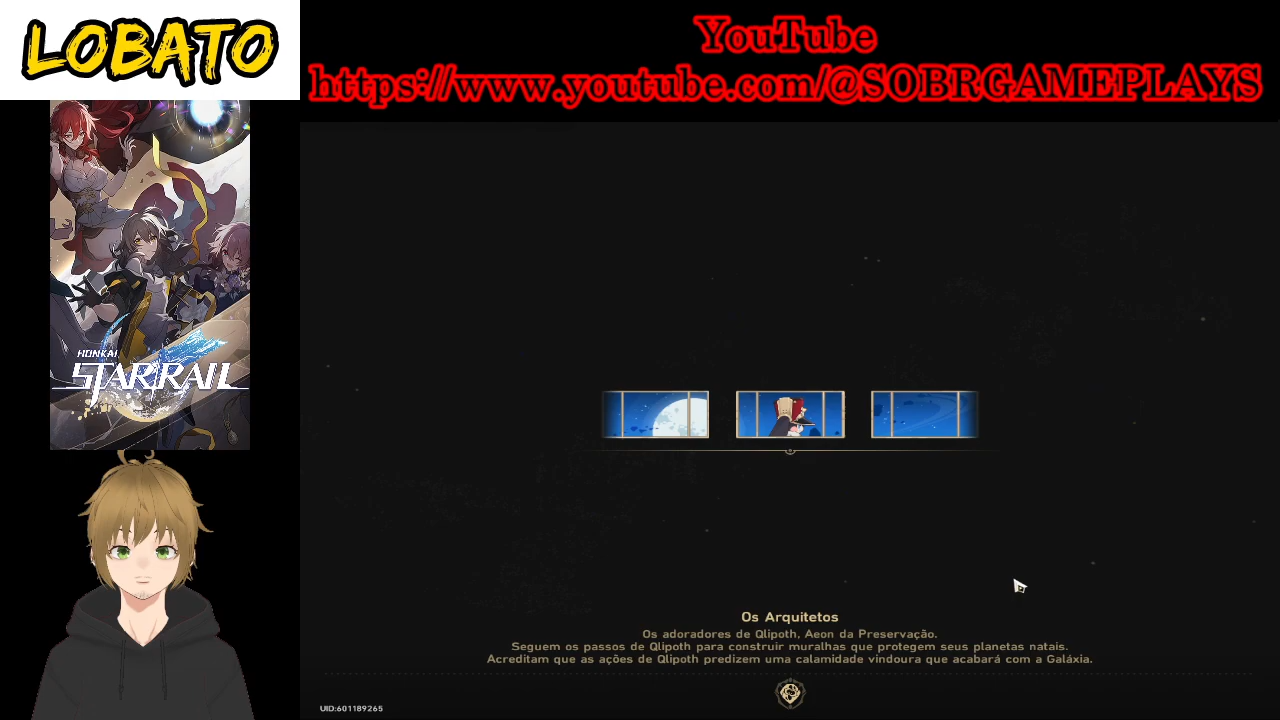 LOBATO
YouTube
https://www.youtube.com/@SOBRGAMEPLAYS
HONKAI
STAR RAIL
Os Arquitetos
Os adoradores de Qlipoth, Aeon da Preservação.
Seguem os passos de Qlipoth para construir muralhas que protegem seus planetas natais.
Acreditam que as ações de Qlipoth predizem uma calamidade vindoura que acabará com a Galáxia.
UID:601189265